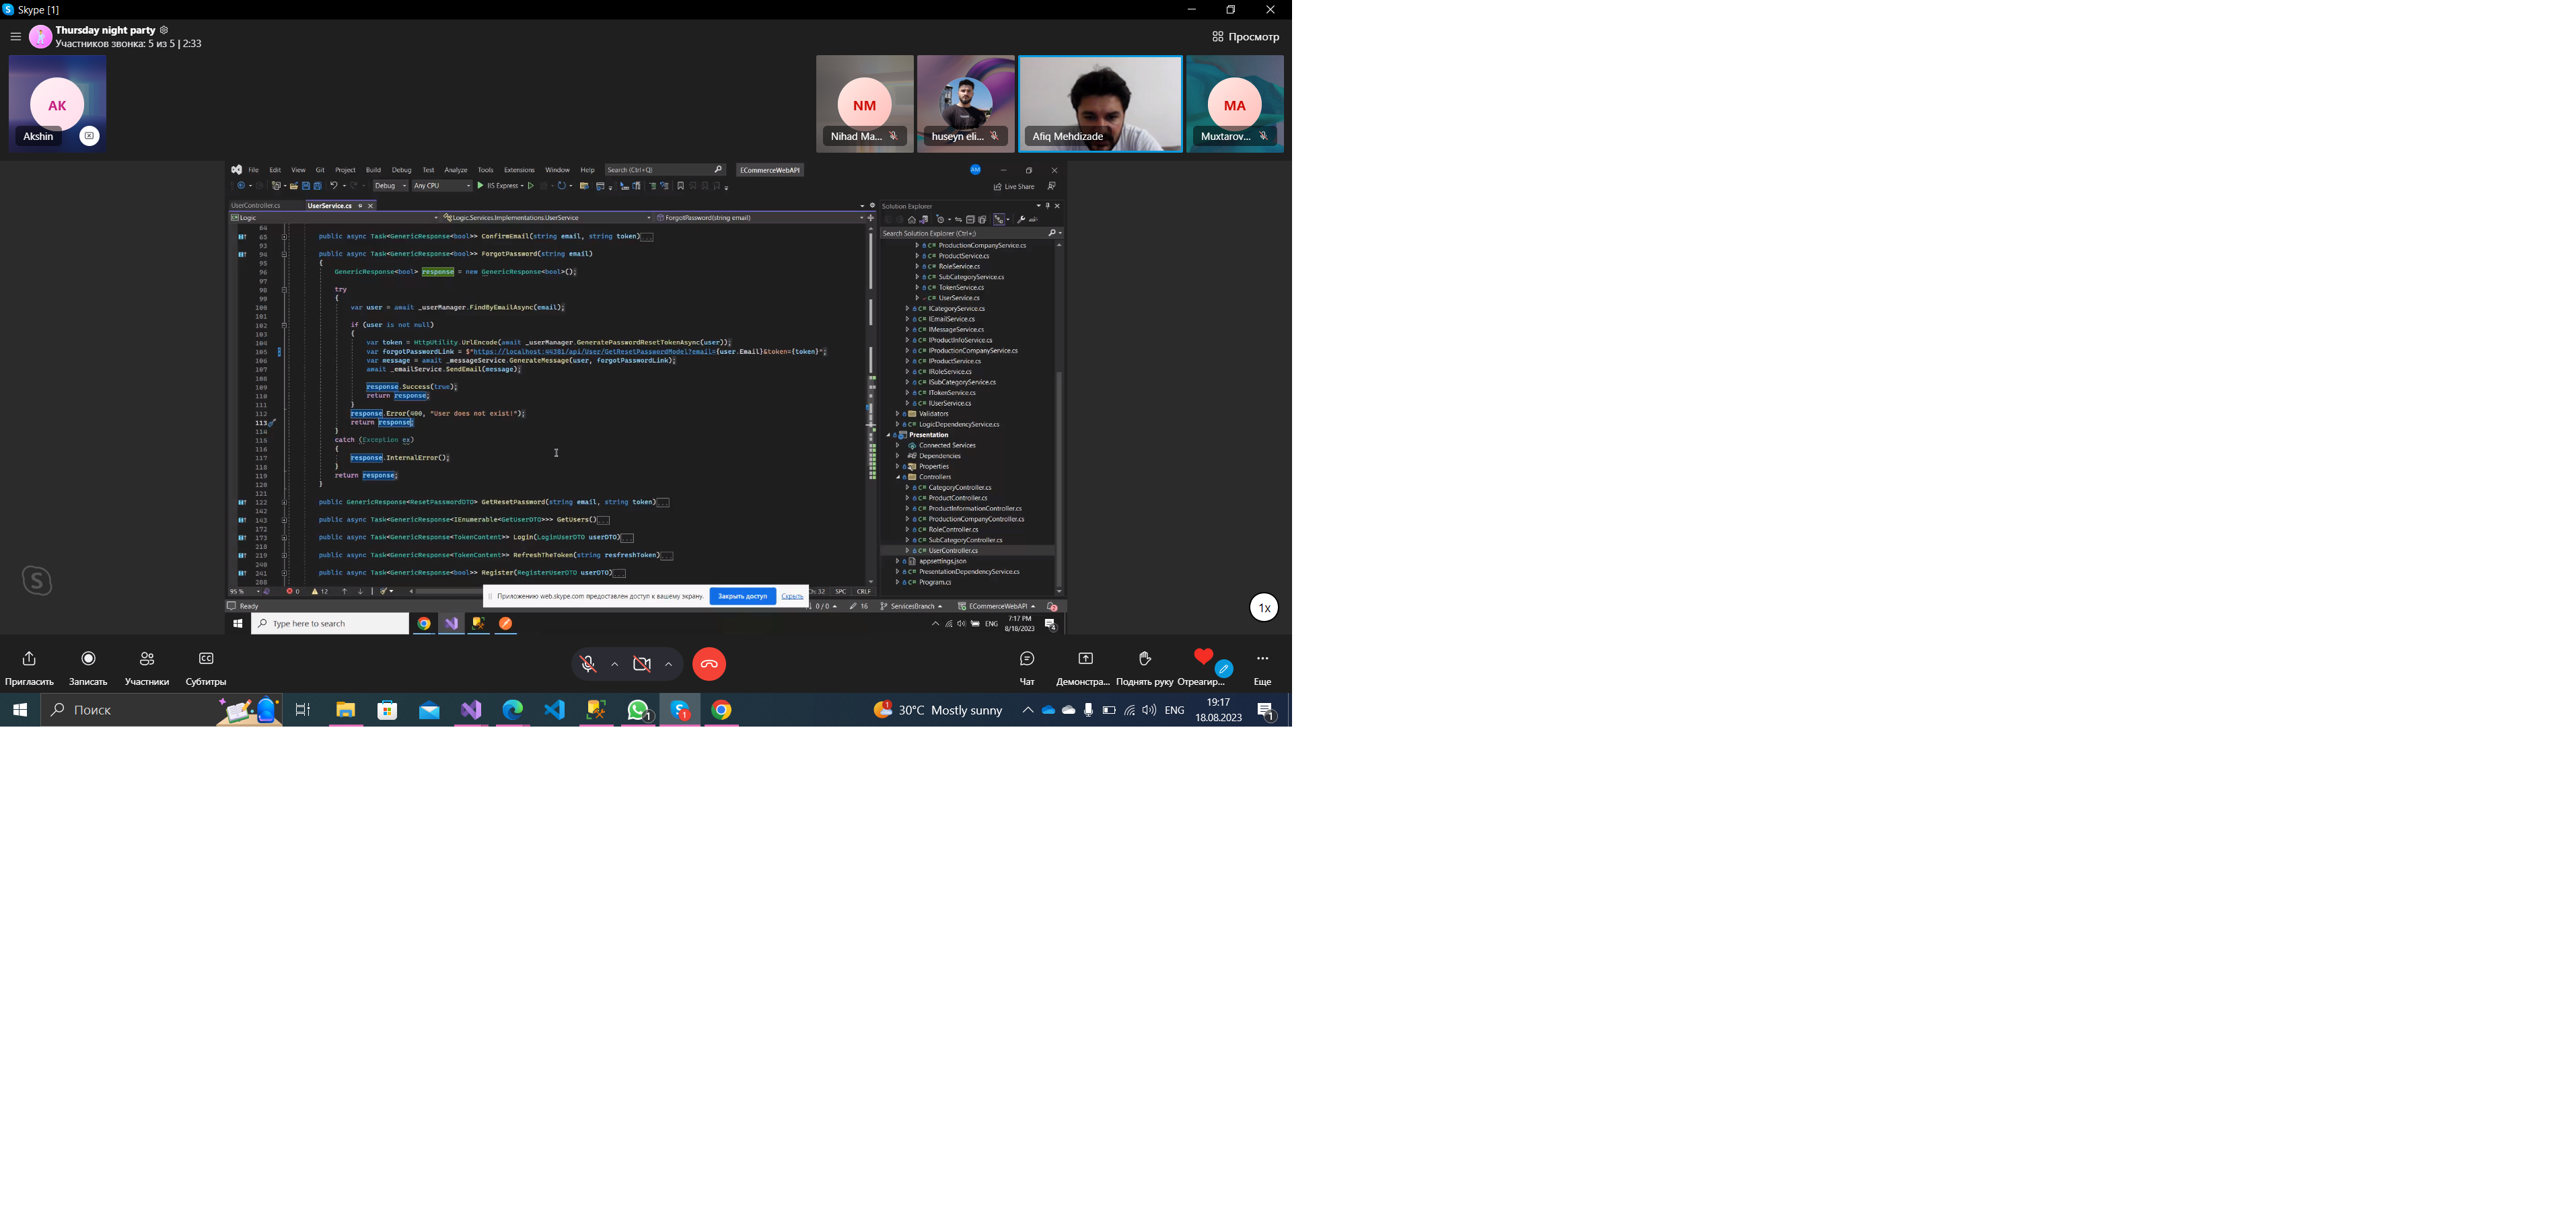 Skype [1]
Thursday night party
Участников звонка: 5 из 5 | 2:33
Просмотр
AK
Akshin
NM
Nihad Ma...
huseyn eli...
Afiq Mehdizade
MA
Muxtarov...
File Edit View Git Project Build Debug Test Analyze Tools Extensions Window Help Search (Ctrl+Q) ECommerceWebAPI AM
Debug Any CPU IIS Express Live Share
UserController.cs UserService.cs
Logic Logic.Services.Implementations.UserService ForgotPassword(string email)
64
65 public async Task<GenericResponse<bool>> ConfirmEmail(string email, string token)...
93
94 public async Task<GenericResponse<bool>> ForgotPassword(string email)
95 {
96 GenericResponse<bool> response = new GenericResponse<bool>();
97
98 try
99 {
100 var user = await _userManager.FindByEmailAsync(email);
101
102 if (user is not null)
103 {
104 var token = HttpUtility.UrlEncode(await _userManager.GeneratePasswordResetTokenAsync(user));
105 var forgotPasswordLink = $"https://localhost:44381/api/User/GetResetPasswordModel?email={user.Email}&token={token}";
106 var message = await _messageService.GenerateMessage(user, forgotPasswordLink);
107 await _emailService.SendEmail(message);
108
109 response.Success(true);
110 return response;
111 }
112 response.Error(400, "User does not exist!");
113 return response;
114 }
115 catch (Exception ex)
116 {
117 response.InternalError();
118 }
119 return response;
120 }
121
122 public GenericResponse<ResetPasswordDTO> GetResetPassword(string email, string token)...
142
143 public async Task<GenericResponse<IEnumerable<GetUserDTO>>> GetUsers()...
172
173 public async Task<GenericResponse<TokenContent>> Login(LoginUserDTO userDTO)...
218
219 public async Task<GenericResponse<TokenContent>> RefreshTheToken(string resfreshToken)...
240
241 public async Task<GenericResponse<bool>> Register(RegisterUserDTO userDTO)...
288
95 % 0 12 SPC CRLF
Solution Explorer
Search Solution Explorer (Ctrl+;)
C# ProductionCompanyService.cs
C# ProductService.cs
C# RoleService.cs
C# SubCategoryService.cs
C# TokenService.cs
C# UserService.cs
C# ICategoryService.cs
C# IEmailService.cs
C# IMessageService.cs
C# IProductInfoService.cs
C# IProductionCompanyService.cs
C# IProductService.cs
C# IRoleService.cs
C# ISubCategoryService.cs
C# ITokenService.cs
C# IUserService.cs
Validators
C# LogicDependencyService.cs
Presentation
Connected Services
Dependencies
Properties
Controllers
C# CategoryController.cs
C# ProductController.cs
C# ProductInformationController.cs
C# ProductionCompanyController.cs
C# RoleController.cs
C# SubCategoryController.cs
C# UserController.cs
appsettings.json
C# PresentationDependencyService.cs
C# Program.cs
Приложению web.skype.com предоставлен доступ к вашему экрану. Закрыть доступ Скрыть
Ready 0 / 0 16 ServicesBranch ECommerceWebAPI
Type here to search
ENG 7:17 PM
8/18/2023
1x
Пригласить Записать Участники Субтитры
Чат Демонстра... Поднять руку Отреагир... Еще
Поиск
30°C Mostly sunny
ENG
19:17
18.08.2023